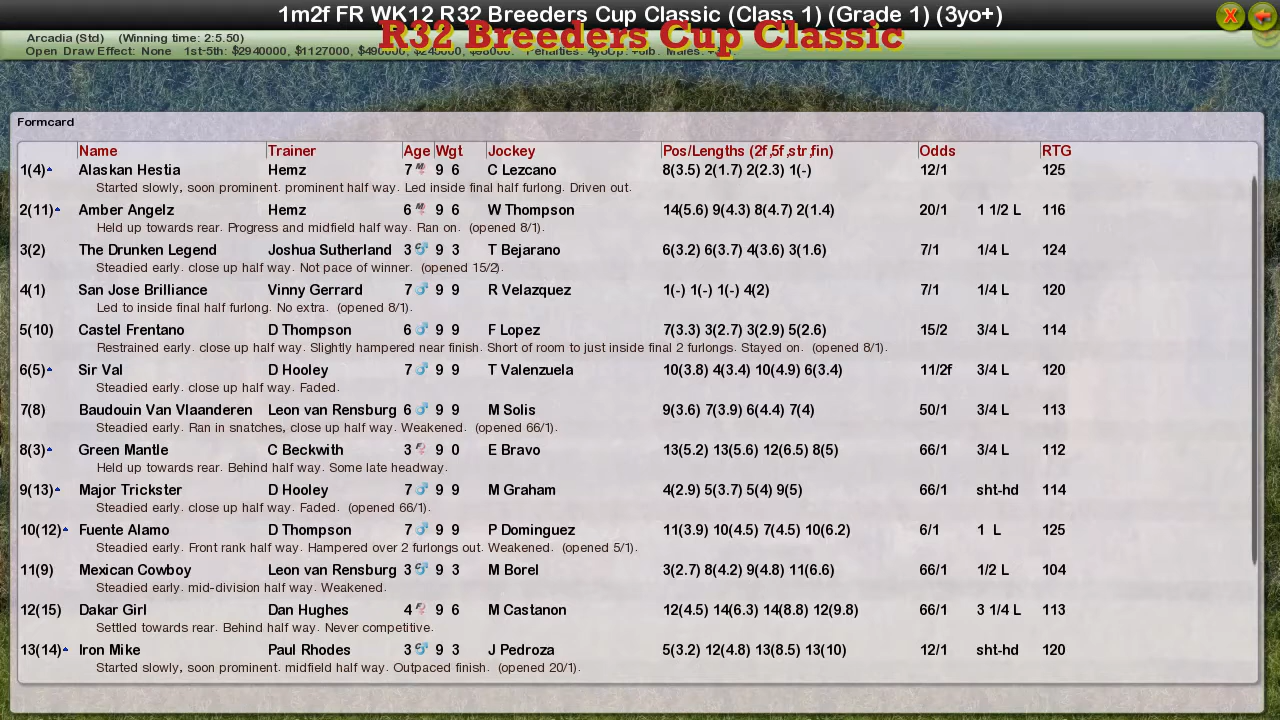 1m2f FR WK12 R32 Breeders Cup Classic (Class 1) (Grade 1) (3yo+)
R32 Breeders Cup Classic
Arcadia (Std) (Winning time: 2:5.50)
Open Draw Effect: None 1st-5th: $2940000, $1127000, $490000, $245000, $98000. Penalties: 4yoUp: +6lb. Males: +3lb.
Formcard
Name Trainer Age Wgt Jockey Pos/Lengths (2f,5f,str,fin) Odds RTG
1(4) Alaskan Hestia Hemz 7 9 6 C Lezcano 8(3.5) 2(1.7) 2(2.3) 1(-) 12/1 125
Started slowly, soon prominent. prominent half way. Led inside final half furlong. Driven out.
2(11) Amber Angelz Hemz 6 9 6 W Thompson 14(5.6) 9(4.3) 8(4.7) 2(1.4) 20/1 1 1/2 L 116
Held up towards rear. Progress and midfield half way. Ran on. (opened 8/1).
3(2) The Drunken Legend Joshua Sutherland 3 9 3 T Bejarano 6(3.2) 6(3.7) 4(3.6) 3(1.6) 7/1 1/4 L 124
Steadied early. close up half way. Not pace of winner. (opened 15/2).
4(1) San Jose Brilliance Vinny Gerrard 7 9 9 R Velazquez 1(-) 1(-) 1(-) 4(2) 7/1 1/4 L 120
Led to inside final half furlong. No extra. (opened 8/1).
5(10) Castel Frentano D Thompson 6 9 9 F Lopez 7(3.3) 3(2.7) 3(2.9) 5(2.6) 15/2 3/4 L 114
Restrained early. close up half way. Slightly hampered near finish. Short of room to just inside final 2 furlongs. Stayed on. (opened 8/1).
6(5) Sir Val D Hooley 7 9 9 T Valenzuela 10(3.8) 4(3.4) 10(4.9) 6(3.4) 11/2f 3/4 L 120
Steadied early. close up half way. Faded.
7(8) Baudouin Van Vlaanderen Leon van Rensburg 6 9 9 M Solis 9(3.6) 7(3.9) 6(4.4) 7(4) 50/1 3/4 L 113
Steadied early. Ran in snatches, close up half way. Weakened. (opened 66/1).
8(3) Green Mantle C Beckwith 3 9 0 E Bravo 13(5.2) 13(5.6) 12(6.5) 8(5) 66/1 3/4 L 112
Held up towards rear. Behind half way. Some late headway.
9(13) Major Trickster D Hooley 7 9 9 M Graham 4(2.9) 5(3.7) 5(4) 9(5) 66/1 sht-hd 114
Steadied early. close up half way. Faded. (opened 66/1).
10(12) Fuente Alamo D Thompson 7 9 9 P Dominguez 11(3.9) 10(4.5) 7(4.5) 10(6.2) 6/1 1 L 125
Steadied early. Front rank half way. Hampered over 2 furlongs out. Weakened. (opened 5/1).
11(9) Mexican Cowboy Leon van Rensburg 3 9 3 M Borel 3(2.7) 8(4.2) 9(4.8) 11(6.6) 66/1 1/2 L 104
Steadied early. mid-division half way. Weakened.
12(15) Dakar Girl Dan Hughes 4 9 6 M Castanon 12(4.5) 14(6.3) 14(8.8) 12(9.8) 66/1 3 1/4 L 113
Settled towards rear. Behind half way. Never competitive.
13(14) Iron Mike Paul Rhodes 3 9 3 J Pedroza 5(3.2) 12(4.8) 13(8.5) 13(10) 12/1 sht-hd 120
Started slowly, soon prominent. midfield half way. Outpaced finish. (opened 20/1).